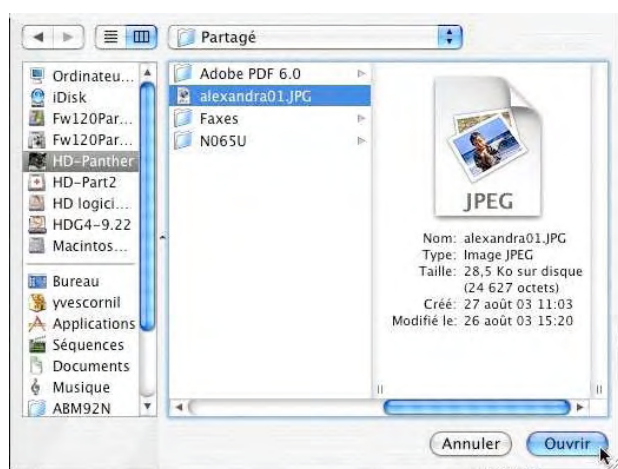 Partagé
Ordinateu...
iDisk
Fw120Par...
Fw120Par...
HD-Panther
HD-Part2
HD logici...
HDG4-9.22
Macintos...
Bureau
yvescornil
Applications
Séquences
Documents
Musique
ABM92N
Adobe PDF 6.0
alexandra01.JPG
Faxes
N065U
JPEG
Nom: alexandra01.JPG
Type: Image JPEG
Taille: 28,5 Ko sur disque
(24 627 octets)
Créé: 27 août 03 11:03
Modifié le: 26 août 03 15:20
Annuler
Ouvrir